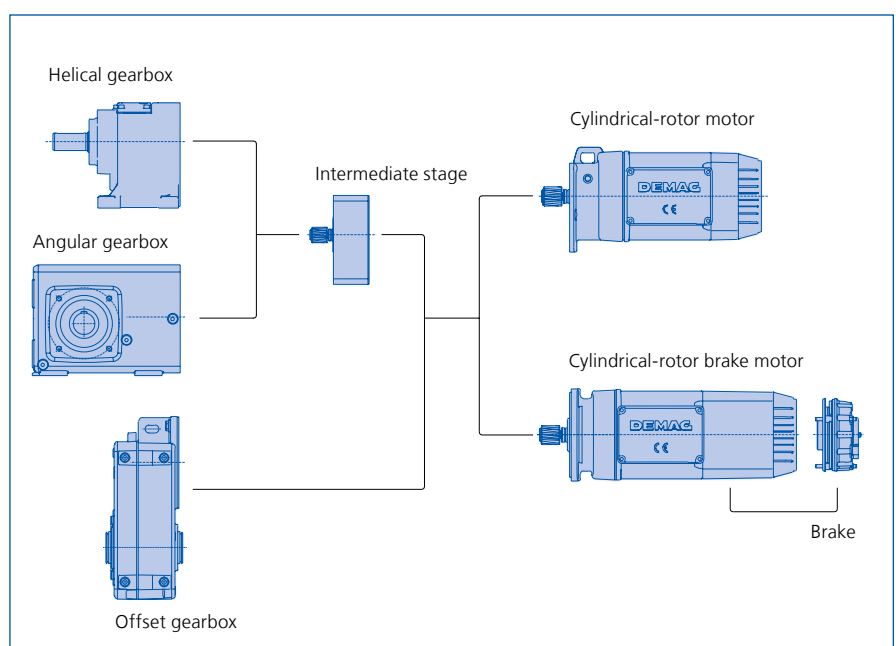 Helical gearbox
Cylindrical-rotor motor
Intermediate stage
DEMAG
CE
Angular gearbox
Cylindrical-rotor brake motor
DEMAG
CE
Brake
Offset gearbox